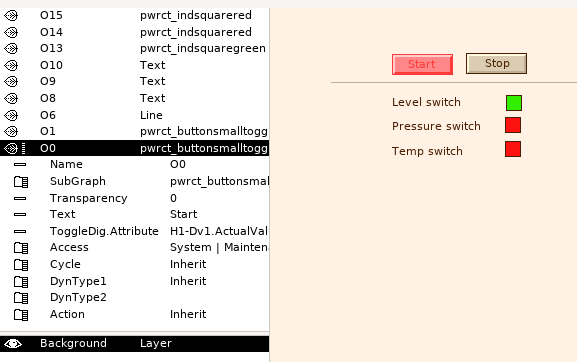 O15 pwrct_indsquarered
O14 pwrct_indsquarered
O13 pwrct_indsquaregreen
O10 Text
O9 Text
O8 Text
O6 Line
O1 pwrct_buttonsmalltogg
O0 pwrct_buttonsmalltogg
Name O0
SubGraph pwrct_buttonsmal
Transparency 0
Text Start
ToggleDig.Attribute H1-Dv1.ActualVal
Access System | Mainten
Cycle Inherit
DynType1 Inherit
DynType2
Action Inherit
Background Layer
Start Stop
Level switch
Pressure switch
Temp switch